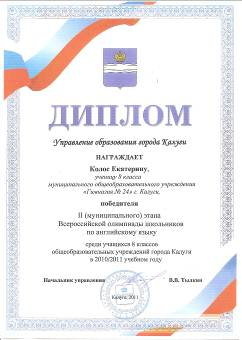 ДИПЛОМ
Управление образования города Калуги
НАГРАЖДАЕТ
Колос Екатерину,
ученицу 8 класса
муниципального общеобразовательного учреждения
«Гимназия № 24» г. Калуги,
победителя
II (муниципального) этапа
Всероссийской олимпиады школьников
по английскому языку
среди учащихся 8 классов
общеобразовательных учреждений города Калуги
в 2010/2011 учебном году
Начальник управления
Калуга, 2011